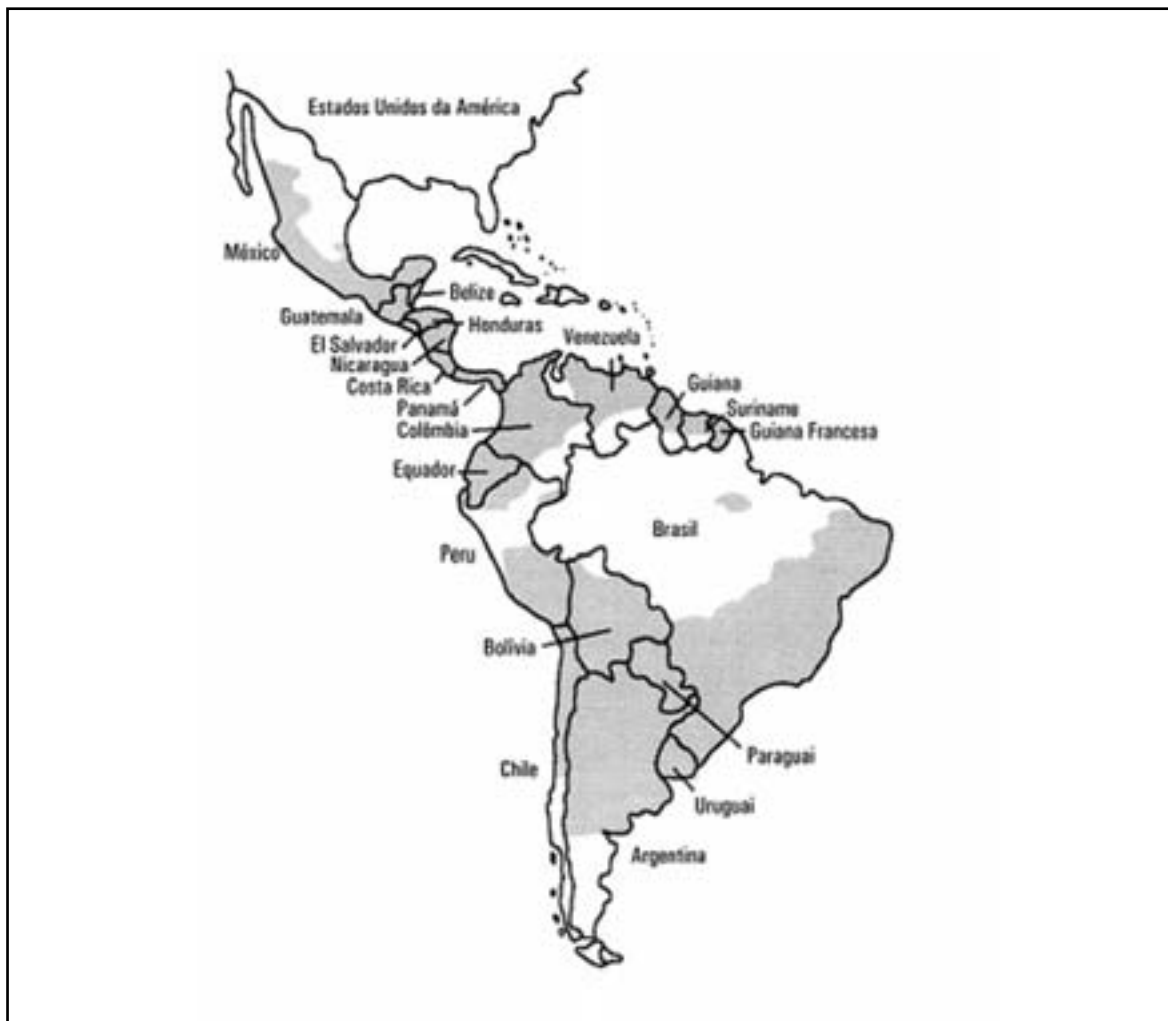 Estados Unidos da América
México
Belize
Guatemala
Honduras
El Salvador
Venezuela
Nicaragua
Costa Rica
Guiana
Panamá
Suriname
Colômbia
Guiana Francesa
Equador
Brasil
Peru
Bolívia
Paraguai
Chile
Uruguai
Argentina